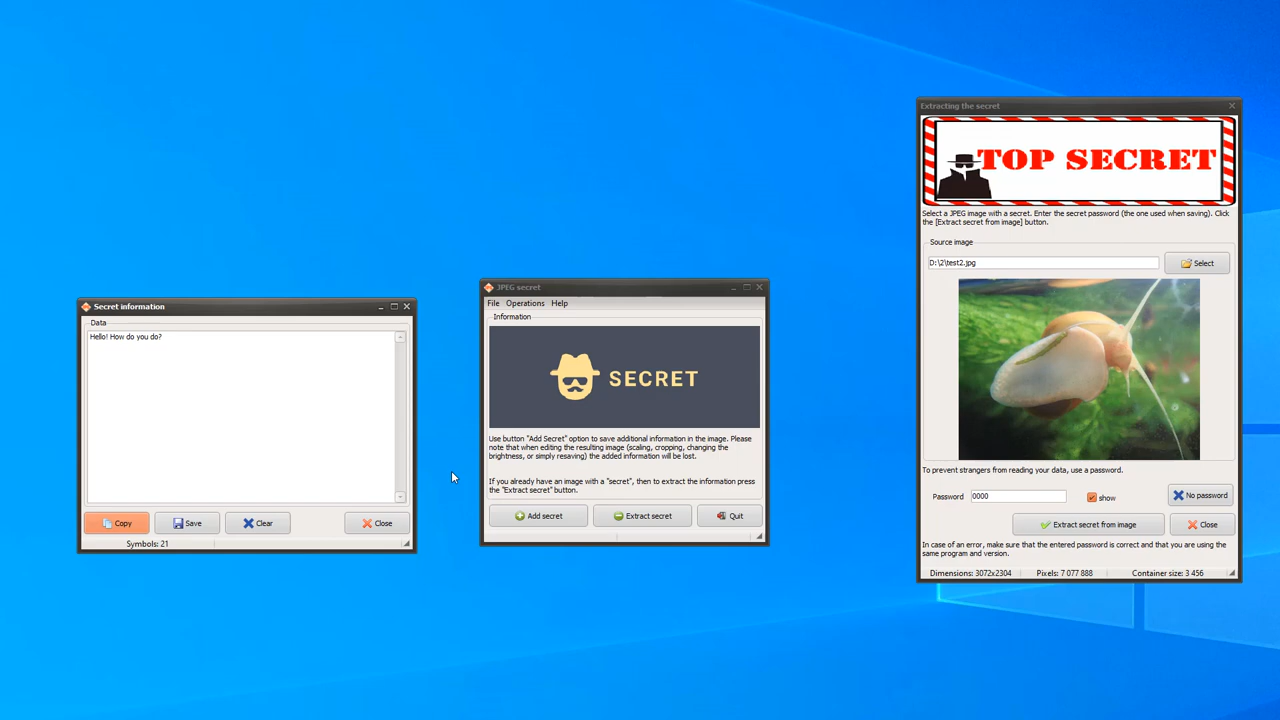 Secret information
Data
Hello! How do you do?
Copy
Save
Clear
Close
Symbols: 21
JPEG secret
File Operations Help
Information
SECRET
Use button "Add Secret" option to save additional information in the image. Please
note that when editing the resulting image (scaling, cropping, changing the
brightness, or simply resaving) the added information will be lost.
If you already have an image with a "secret", then to extract the information press
the "Extract secret" button.
Add secret
Extract secret
Quit
Extracting the secret
TOP SECRET
Select a JPEG image with a secret. Enter the secret password (the one used when saving). Click
the [Extract secret from image] button.
Source image
D:\2\test2.jpg
Select
To prevent strangers from reading your data, use a password.
Password 0000 show
No password
Extract secret from image
Close
In case of an error, make sure that the entered password is correct and that you are using the
same program and version.
Dimensions: 3072x2304 Pixels: 7 077 888 Container size: 3 456